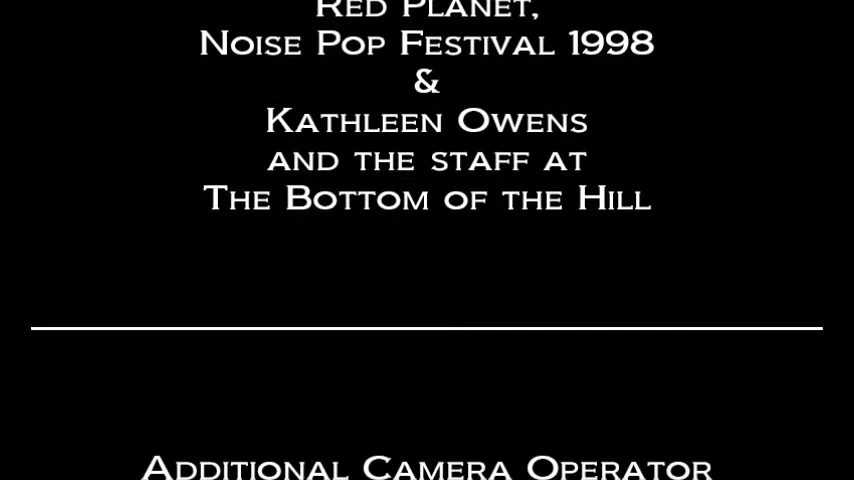 Red Planet,
Noise Pop Festival 1998
&
Kathleen Owens
and the staff at
The Bottom of the Hill
Additional Camera Operator